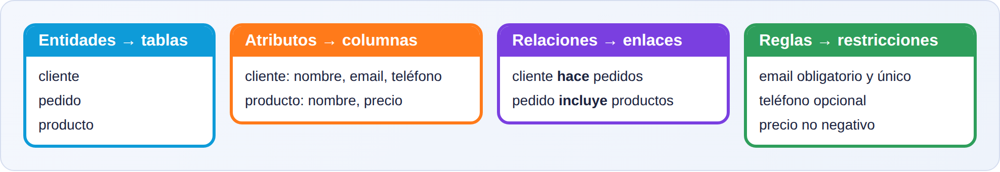 Entidades → tablas
cliente
pedido
producto
Atributos → columnas
cliente: nombre, email, teléfono
producto: nombre, precio
Relaciones → enlaces
cliente hace pedidos
pedido incluye productos
Reglas → restricciones
email obligatorio y único
teléfono opcional
precio no negativo